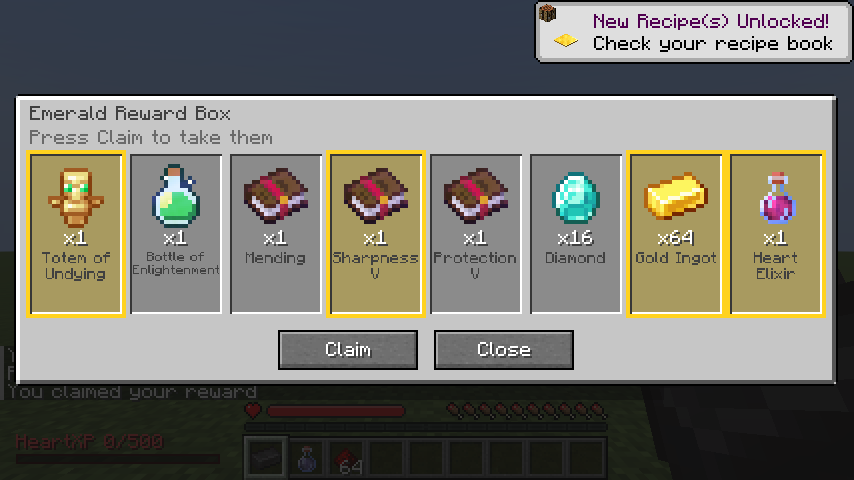 New Recipe(s) Unlocked!
Check your recipe book
Emerald Reward Box
Press Claim to take them
x1
Totem of
Undying
x1
Bottle of
Enlightenment
x1
Mending
x1
Sharpness
V
x1
Protection
V
x16
Diamond
x64
Gold Ingot
x1
Heart
Elixir
Claim
Close
You claimed your reward
HeartXP 0/500
64